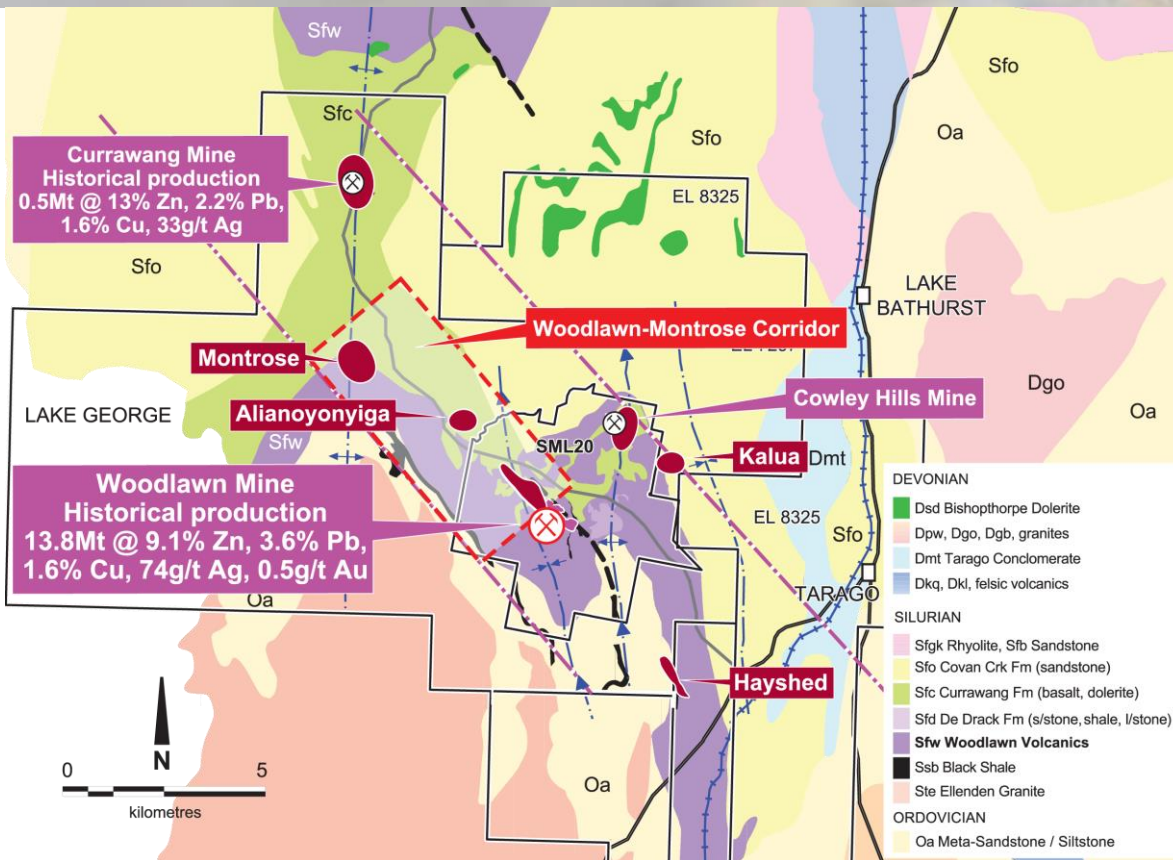 Sfw
Sfc
Sfo
Sfo
Oa
Currawang Mine
Historical production
0.5Mt @ 13% Zn, 2.2% Pb,
1.6% Cu, 33g/t Ag
EL 8325
Sfo
LAKE
BATHURST
Woodlawn-Montrose Corridor
Montrose
Dgo
Oa
Cowley Hills Mine
LAKE GEORGE
Alianoyonyiga
Sfw
SML20
Kalua
Dmt
Woodlawn Mine
Historical production
13.8Mt @ 9.1% Zn, 3.6% Pb,
1.6% Cu, 74g/t Ag, 0.5g/t Au
EL 8325
Sfo
TARAGO
Oa
Hayshed
N
0 5
kilometres
Oa
DEVONIAN
Dsd Bishopthorpe Dolerite
Dpw, Dgo, Dgb, granites
Dmt Tarago Conclomerate
Dkq, Dkl, felsic volcanics
SILURIAN
Sfgk Rhyolite, Sfb Sandstone
Sfo Covan Crk Fm (sandstone)
Sfc Currawang Fm (basalt, dolerite)
Sfd De Drack Fm (s/stone, shale, l/stone)
Sfw Woodlawn Volcanics
Ssb Black Shale
Ste Ellenden Granite
ORDOVICIAN
Oa Meta-Sandstone / Siltstone